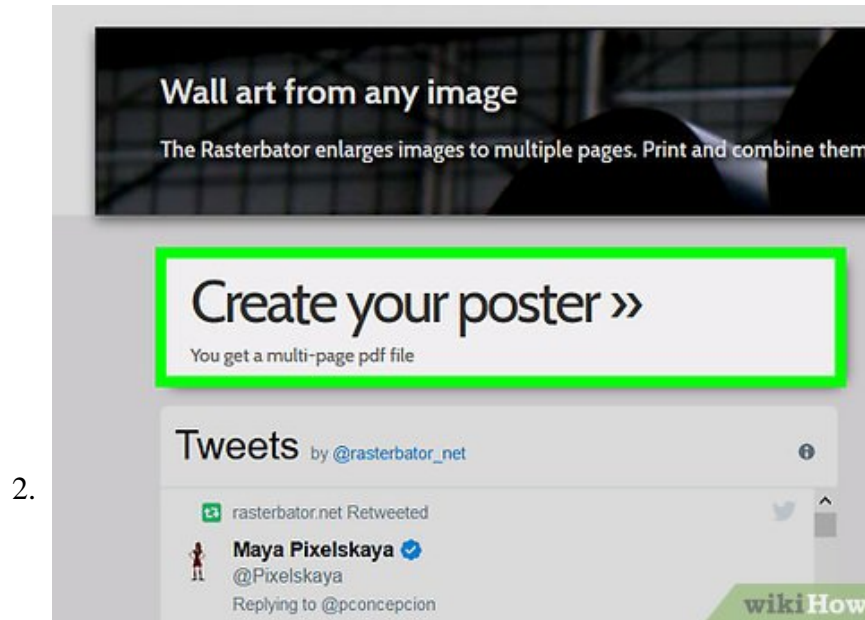 Wall art from any image
The Rasterbator enlarges images to multiple pages. Print and combine them
Create your poster »
You get a multi-page pdf file
Tweets by @rasterbator_net
2.
rasterbator.net Retweeted
Maya Pixelskaya
@Pixelskaya
Replying to @pconcepcion
wikiHow